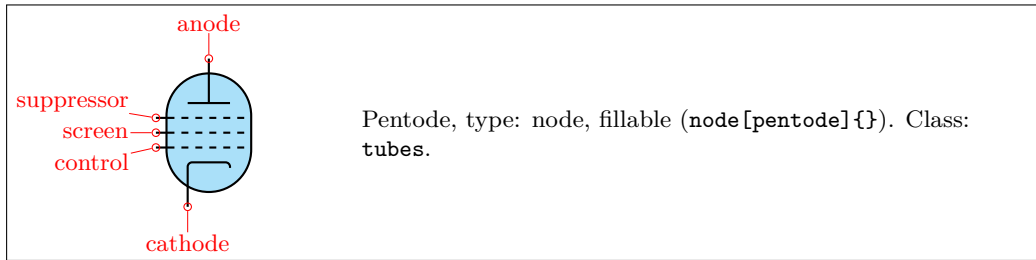 anode
suppressor
screen
control
cathode
Pentode, type: node, fillable (node[pentode]{}). Class:
tubes.